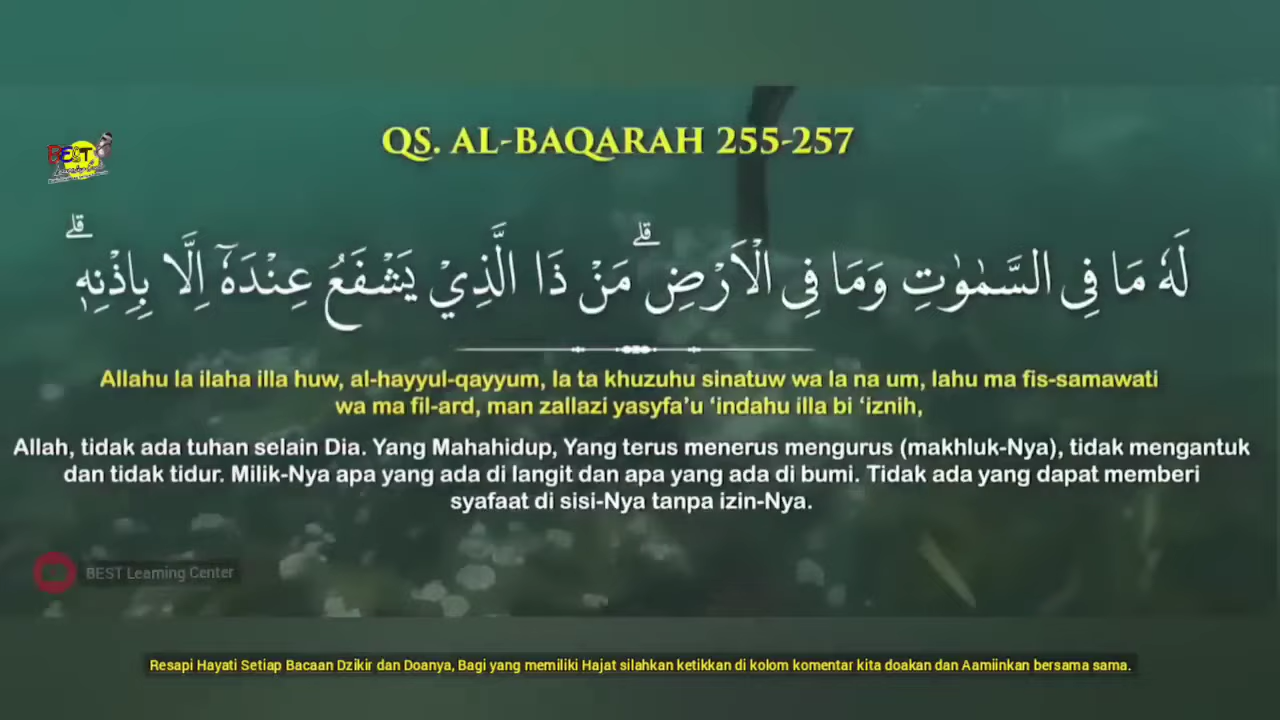 BEST
QS. AL-BAQARAH 255-257
لَهٗ مَا فِى السَّمٰوٰتِ وَمَا فِى الْاَرْضِۗ مَنْ ذَا الَّذِيْ يَشْفَعُ عِنْدَهٗٓ اِلَّا بِاِذْنِهٖۗ
Allahu la ilaha illa huw, al-hayyul-qayyum, la ta khuzuhu sinatuw wa la na um, lahu ma fis-samawati
wa ma fil-ard, man zallazi yasyfa’u ‘indahu illa bi ‘iznih,
Allah, tidak ada tuhan selain Dia. Yang Mahahidup, Yang terus menerus mengurus (makhluk-Nya), tidak mengantuk
dan tidak tidur. Milik-Nya apa yang ada di langit dan apa yang ada di bumi. Tidak ada yang dapat memberi
syafaat di sisi-Nya tanpa izin-Nya.
BEST Learning Center
Resapi Hayati Setiap Bacaan Dzikir dan Doanya, Bagi yang memiliki Hajat silahkan ketikkan di kolom komentar kita doakan dan Aamiinkan bersama sama.